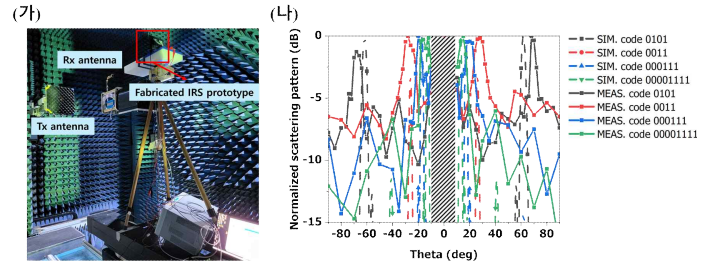 (가)
Rx antenna
Fabricated IRS prototype
Tx antenna
(나)
Normalized scattering pattern (dB)
0
-5
-10
-15
-80 -60 -40 -20 0 20 40 60 80
Theta (deg)
SIM. code 0101
SIM. code 0011
SIM. code 000111
SIM. code 00001111
MEAS. code 0101
MEAS. code 0011
MEAS. code 000111
MEAS. code 00001111